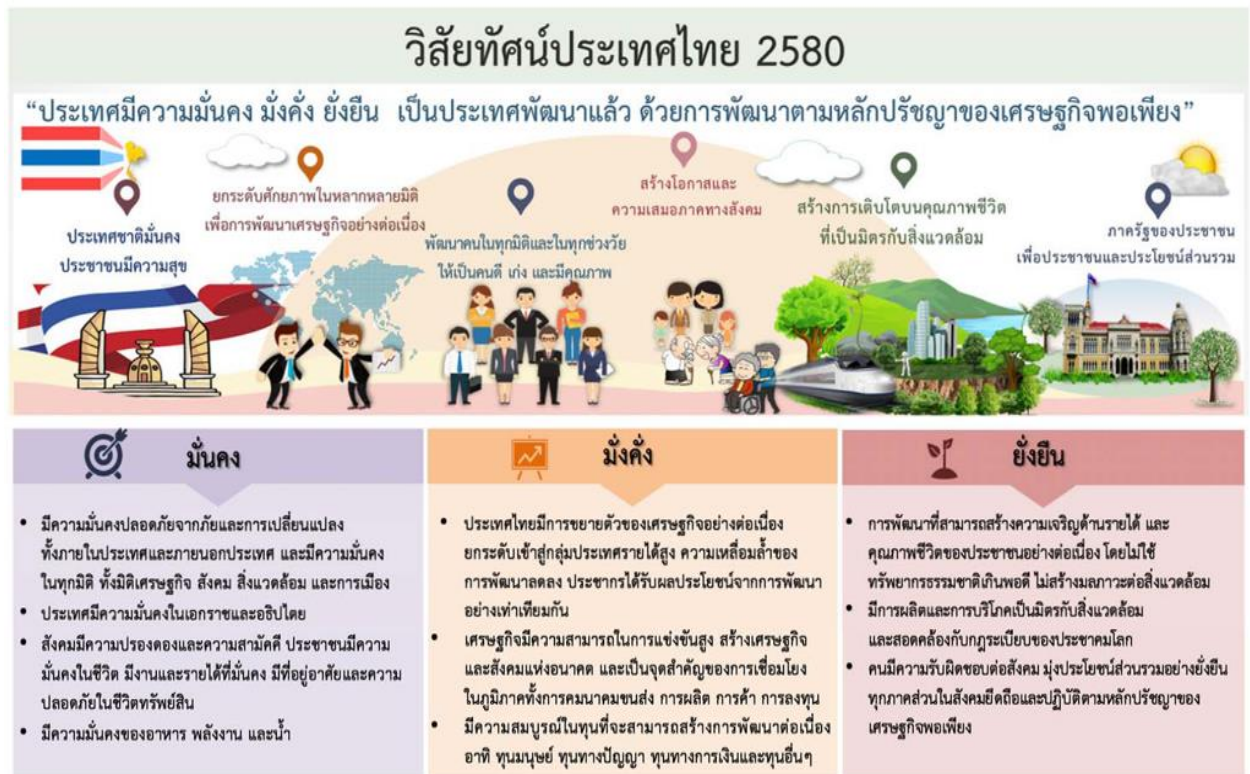 วิสัยทัศน์ประเทศไทย 2580
“ประเทศมีความมั่นคง มั่งคั่ง ยั่งยืน เป็นประเทศพัฒนาแล้ว ด้วยการพัฒนาตามหลักปรัชญาของเศรษฐกิจพอเพียง”
ประเทศชาติมั่นคง
ประชาชนมีความสุข
ยกระดับศักยภาพในหลากหลายมิติ
เพื่อการพัฒนาเศรษฐกิจอย่างต่อเนื่อง
พัฒนาคนในทุกมิติและในทุกช่วงวัย
ให้เป็นคนดี เก่ง และมีคุณภาพ
สร้างโอกาสและ
ความเสมอภาคทางสังคม
สร้างการเติบโตบนคุณภาพชีวิต
ที่เป็นมิตรกับสิ่งแวดล้อม
ภาครัฐของประชาชน
เพื่อประชาชนและประโยชน์ส่วนรวม
มั่นคง
• มีความมั่นคงปลอดภัยจากภัยและการเปลี่ยนแปลง
ทั้งภายในประเทศและภายนอกประเทศ และมีความมั่นคง
ในทุกมิติ ทั้งมิติเศรษฐกิจ สังคม สิ่งแวดล้อม และการเมือง
• ประเทศมีความมั่นคงในเอกราชและอธิปไตย
• สังคมมีความปรองดองและความสามัคคี ประชาชนมีความ
มั่นคงในชีวิต มีงานและรายได้ที่มั่นคง มีที่อยู่อาศัยและความ
ปลอดภัยในชีวิตทรัพย์สิน
• มีความมั่นคงของอาหาร พลังงาน และน้ำ
มั่งคั่ง
• ประเทศไทยมีการขยายตัวของเศรษฐกิจอย่างต่อเนื่อง
ยกระดับเข้าสู่กลุ่มประเทศรายได้สูง ความเหลื่อมล้ำของ
การพัฒนาลดลง ประชากรได้รับผลประโยชน์จากการพัฒนา
อย่างเท่าเทียมกัน
• เศรษฐกิจมีความสามารถในการแข่งขันสูง สร้างเศรษฐกิจ
และสังคมแห่งอนาคต และเป็นจุดสำคัญของการเชื่อมโยง
ในภูมิภาคทั้งการคมนาคมขนส่ง การผลิต การค้า การลงทุน
• มีความสมบูรณ์ในทุนที่จะสามารถสร้างการพัฒนาต่อเนื่อง
อาทิ ทุนมนุษย์ ทุนทางปัญญา ทุนทางการเงินและทุนอื่นๆ
ยั่งยืน
• การพัฒนาที่สามารถสร้างความเจริญด้านรายได้ และ
คุณภาพชีวิตของประชาชนอย่างต่อเนื่อง โดยไม่ใช้
ทรัพยากรธรรมชาติเกินพอดี ไม่สร้างมลภาวะต่อสิ่งแวดล้อม
• มีการผลิตและการบริโภคเป็นมิตรกับสิ่งแวดล้อม
และสอดคล้องกับกฎระเบียบของประชาคมโลก
• คนมีความรับผิดชอบต่อสังคม มุ่งประโยชน์ส่วนรวมอย่างยั่งยืน
ทุกภาคส่วนในสังคมยึดถือและปฏิบัติตามหลักปรัชญาของ
เศรษฐกิจพอเพียง